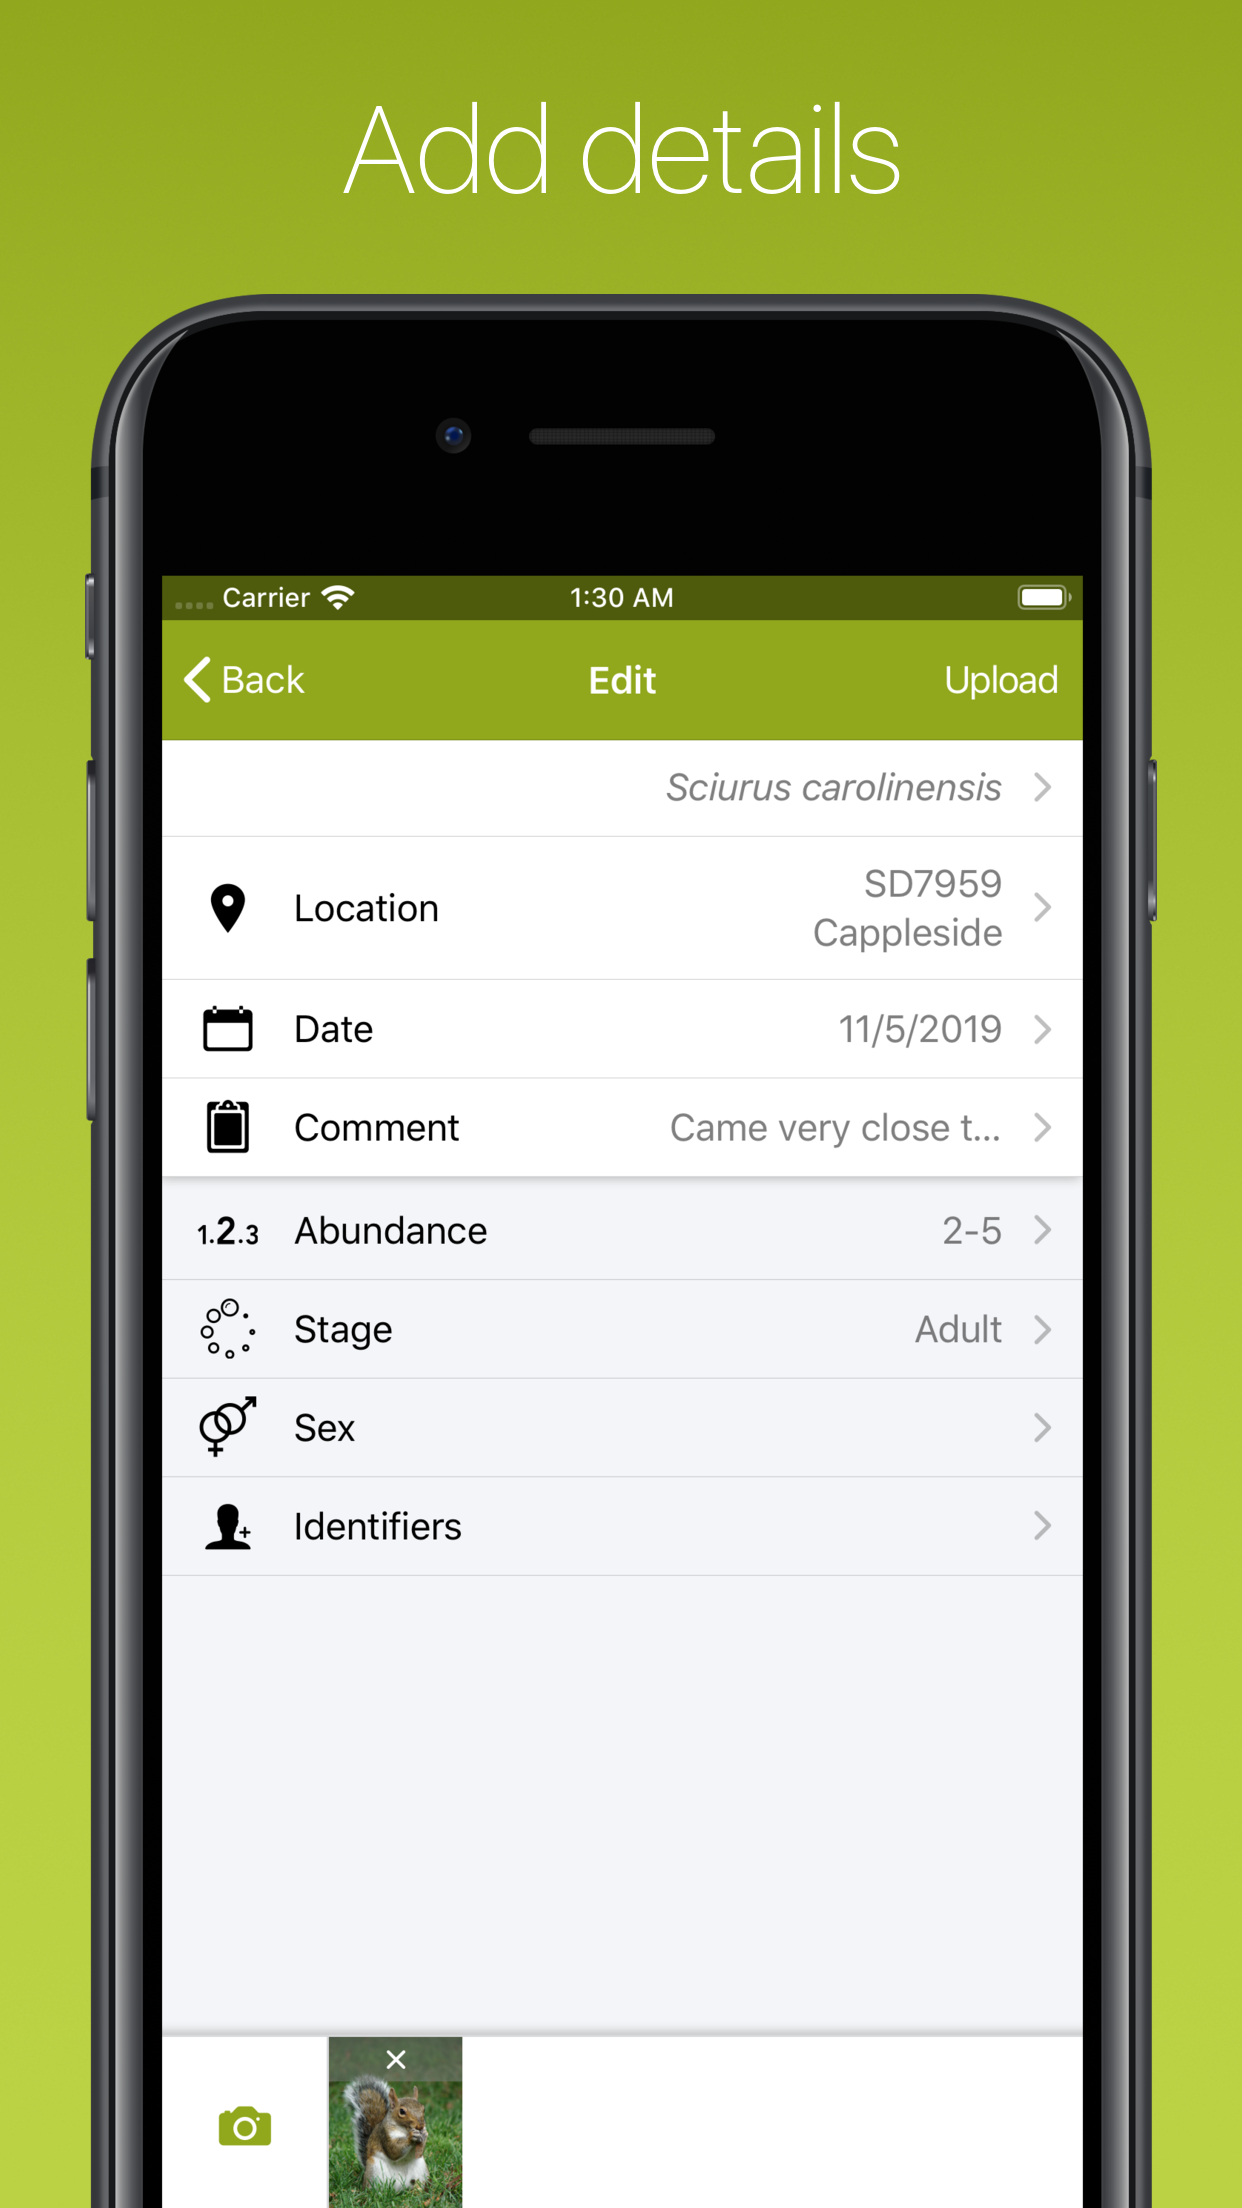 Add details
Carrier 1:30 AM
Back Edit Upload
Sciurus carolinensis
Location SD7959
Cappleside
Date 11/5/2019
Comment Came very close t...
1.2.3 Abundance 2-5
Stage Adult
Sex
Identifiers